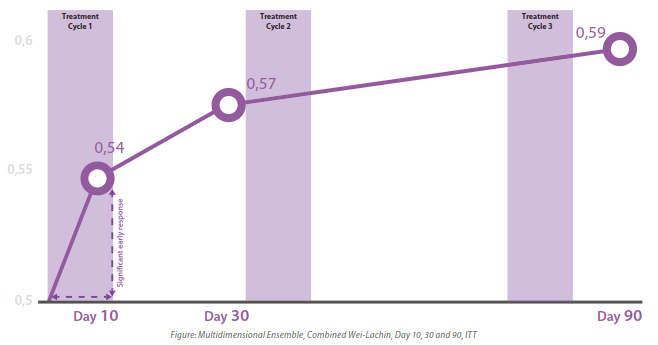 Treatment
Cycle 1
Treatment
Cycle 2
Treatment
Cycle 3
0,6
0,59
0,57
0,54
0,55
Significant early response
0,5
Day 10
Day 30
Day 90
Figure: Multidimensional Ensemble, Combined Wei-Lachin, Day 10, 30 and 90, ITT